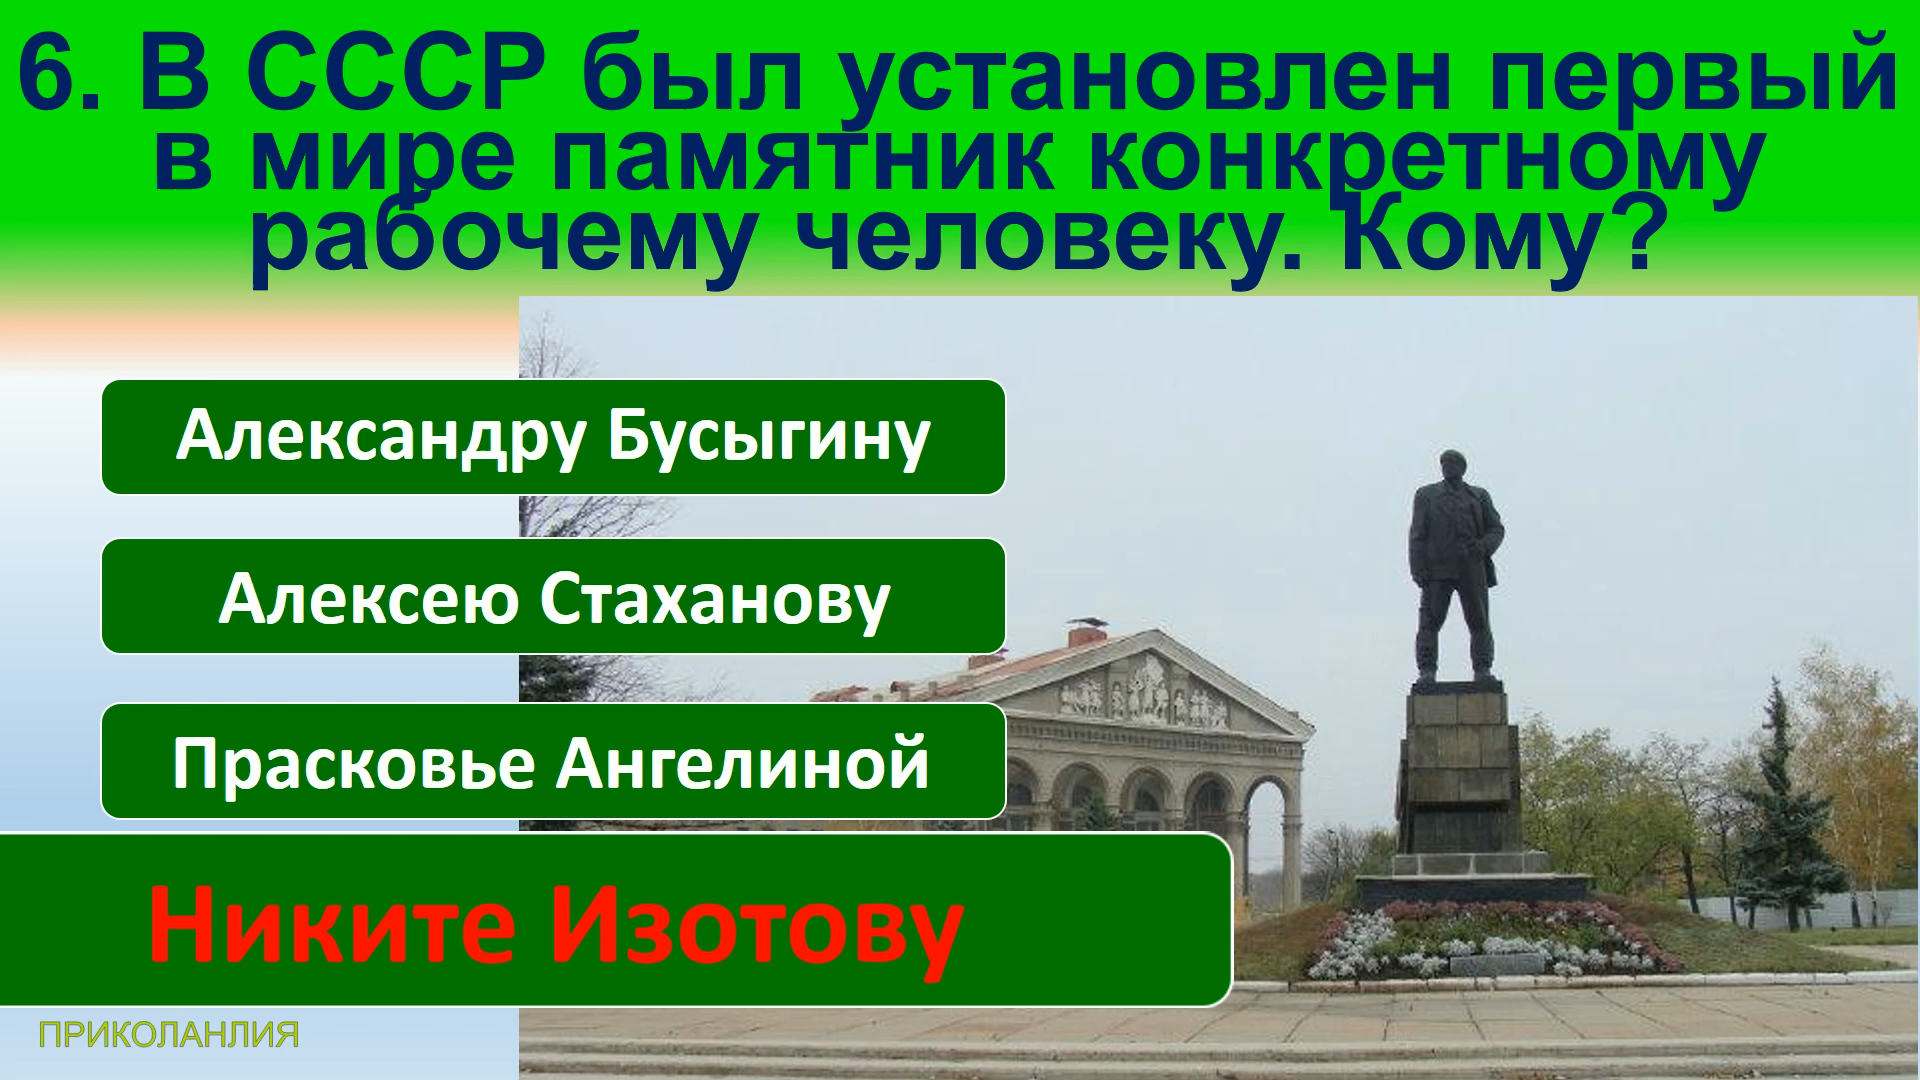 6. В СССР был установлен первый
в мире памятник конкретному
рабочему человеку. Кому?
Александру Бусыгину
Алексею Стаханову
Прасковье Ангелиной
Никите Изотову
ПРИКОЛАНЛИЯ